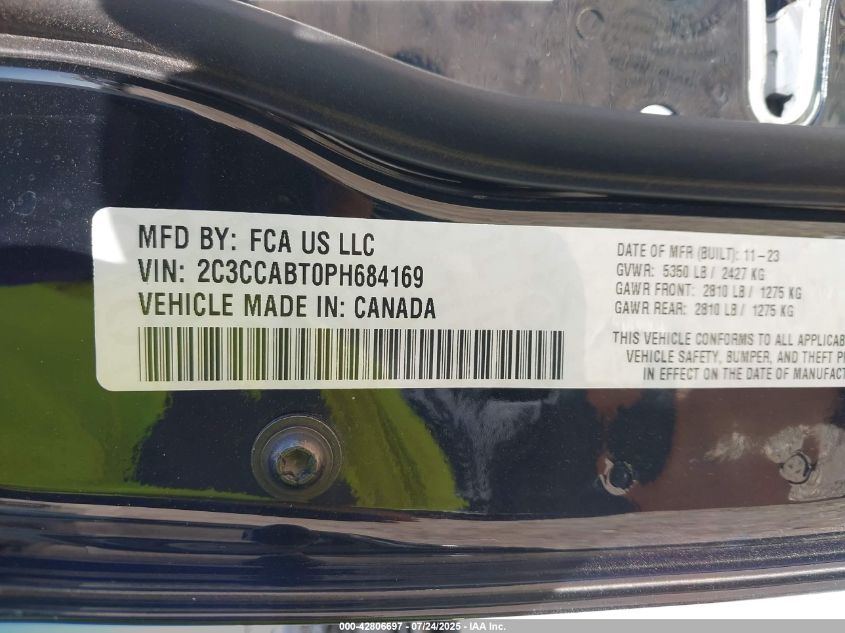 MFD BY: FCA US LLC
VIN: 2C3CCABT0PH684169
VEHICLE MADE IN: CANADA
DATE OF MFR (BUILT): 11-23
GVWR: 5350 LB / 2427 KG
GAWR FRONT: 2810 LB / 1275 KG
GAWR REAR: 2810 LB / 1275 KG
THIS VEHICLE CONFORMS TO ALL APPLICAB
VEHICLE SAFETY, BUMPER, AND THEFT P
IN EFFECT ON THE DATE OF MANUFACT
000-42806697 - 07/24/2025 - IAA Inc.